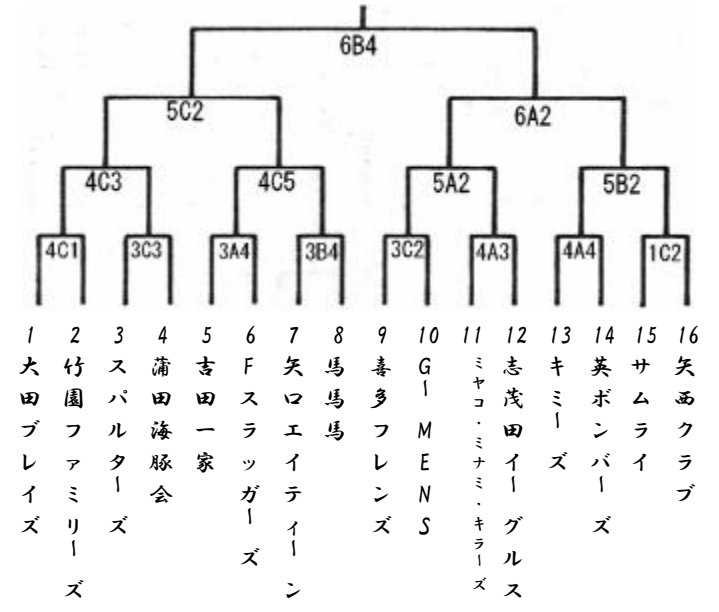 6B4
5C2
6A2
4C3
4C5
5A2
5B2
4C1
3C3
3A4
3B4
3C2
4A3
4A4
1C2
1 大田ブレイズ
2 竹園ファミリーズ
3 スパルターズ
4 蒲田海豚会
5 吉田一家
6 Fスラッガーズ
7 矢口エイティーン
8 馬馬馬
9 喜多フレンズ
10 GーMENS
11 ミヤコ・ミナミ・キラーズ
12 志茂田イーグルス
13 キミーズ
14 英ボンバーズ
15 サムライ
16 矢西クラブ